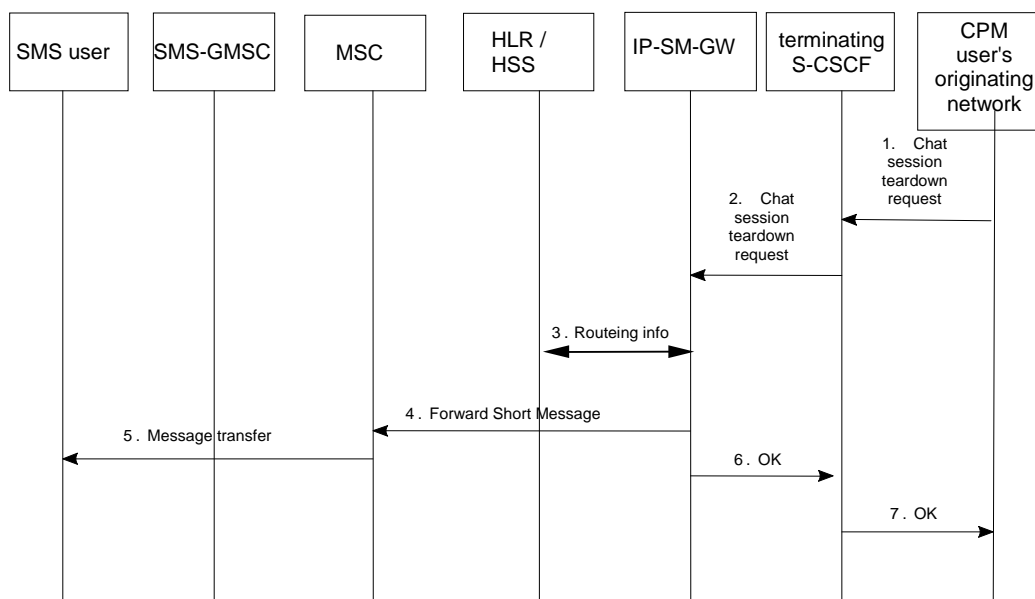 SMS user
SMS-GMSC
MSC
HLR /
HSS
IP-SM-GW
terminating
S-CSCF
CPM
user's
originating
network
1. Chat
session
teardown
request
2. Chat
session
teardown
request
3 . Routeing info
4 . Forward Short Message
5 . Message transfer
6 . OK
7 . OK